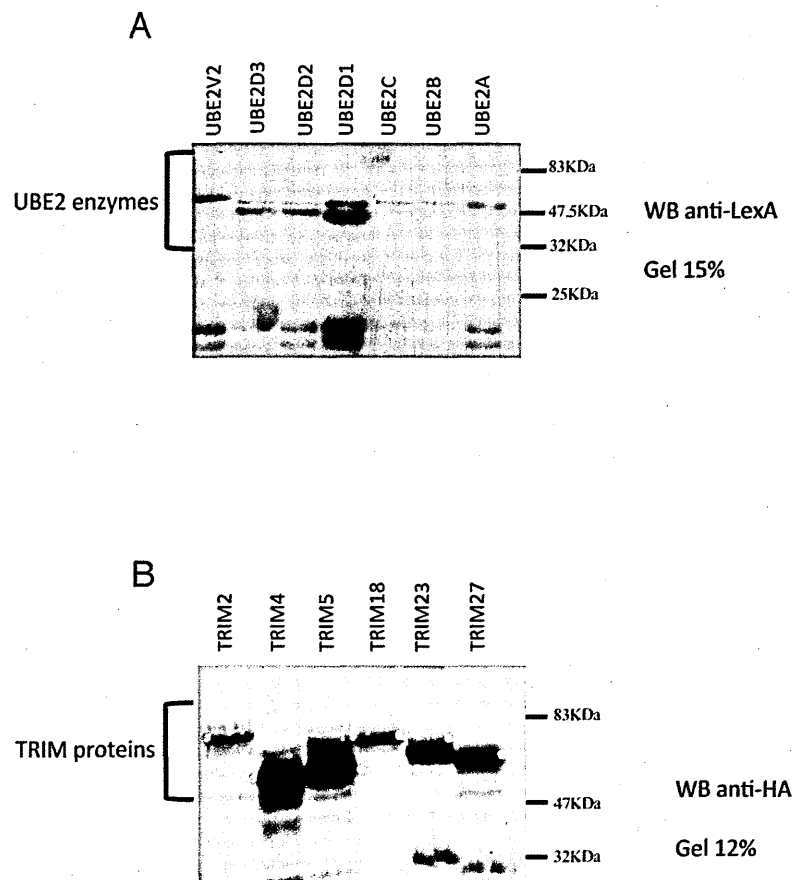 A
UBE2V2
UBE2D3
UBE2D2
UBE2D1
UBE2C
UBE2B
UBE2A
UBE2 enzymes
83KDa
47.5KDa
32KDa
25KDa
WB anti-LexA
Gel 15%
B
TRIM2
TRIM4
TRIM5
TRIM18
TRIM23
TRIM27
TRIM proteins
83KDa
47KDa
32KDa
WB anti-HA
Gel 12%